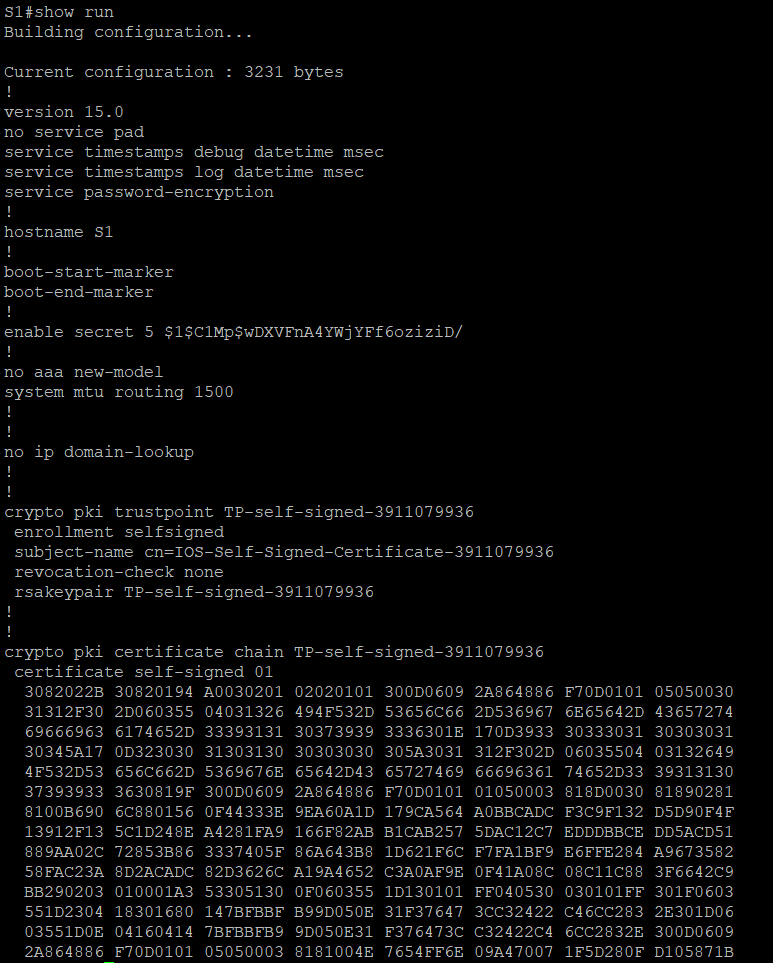 S1#show run
Building configuration...
Current configuration : 3231 bytes
!
version 15.0
no service pad
service timestamps debug datetime msec
service timestamps log datetime msec
service password-encryption
!
hostname S1
!
boot-start-marker
boot-end-marker
!
enable secret 5 $1$C1Mp$wDXVFnA4YWjYFf6oziziD/
!
no aaa new-model
system mtu routing 1500
!
!
no ip domain-lookup
!
!
crypto pki trustpoint TP-self-signed-3911079936
 enrollment selfsigned
 subject-name cn=IOS-Self-Signed-Certificate-3911079936
 revocation-check none
 rsakeypair TP-self-signed-3911079936
!
!
crypto pki certificate chain TP-self-signed-3911079936
 certificate self-signed 01
  3082022B 30820194 A0030201 02020101 300D0609 2A864886 F70D0101 05050030
  31312F30 2D060355 04031326 494F532D 53656C66 2D536967 6E65642D 43657274
  69666963 6174652D 33393131 30373939 3336301E 170D3933 30333031 30303031
  30345A17 0D323030 31303130 30303030 305A3031 312F302D 06035504 03132649
  4F532D53 656C662D 5369676E 65642D43 65727469 66696361 74652D33 39313130
  37393933 3630819F 300D0609 2A864886 F70D0101 01050003 818D0030 81890281
  8100B690 6C880156 0F44333E 9EA60A1D 179CA564 A0BBCADC F3C9F132 D5D90F4F
  13912F13 5C1D248E EA4281FA9 166F82AB B1CAB257 5DAC12C7 EDDDBBCE DD5ACD51
  889AA02C 72853B86 3337405F 86A643B8 1D621F6C F7FA1BF9 E6FFE284 A9673582
  58FAC23A 8D2ACADC 82D3626C A19A4652 C3A0AF9E 0F41A08C 08C11C88 3F6642C9
  BB290203 010001A3 53305130 0F060355 1D130101 FF040530 030101FF 301F0603
  551D2304 18301680 147BFBBF B99D050E 31F37647 3CC32422 C46CC283 2E301D06
  03551D0E 04160414 7BFBBFB9 9D050E31 F376473C C32422C4 6CC2832E 300D0609
  2A864886 F70D0101 05050003 8181004E 7654FF6E 09A47007 1F5D280F D105871B